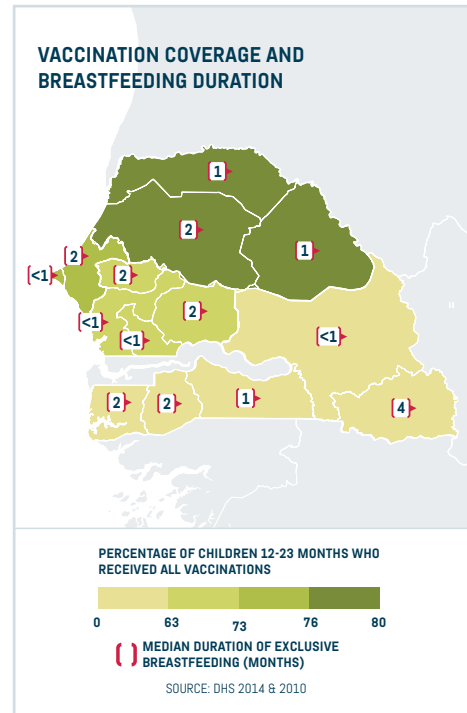 VACCINATION COVERAGE AND
BREASTFEEDING DURATION
1
2
1
2
<1
2
2
<1
<1
<1
2
2
1
4
PERCENTAGE OF CHILDREN 12-23 MONTHS WHO
RECEIVED ALL VACCINATIONS
0 63 73 76 80
MEDIAN DURATION OF EXCLUSIVE
BREASTFEEDING (MONTHS)
SOURCE: DHS 2014 & 2010